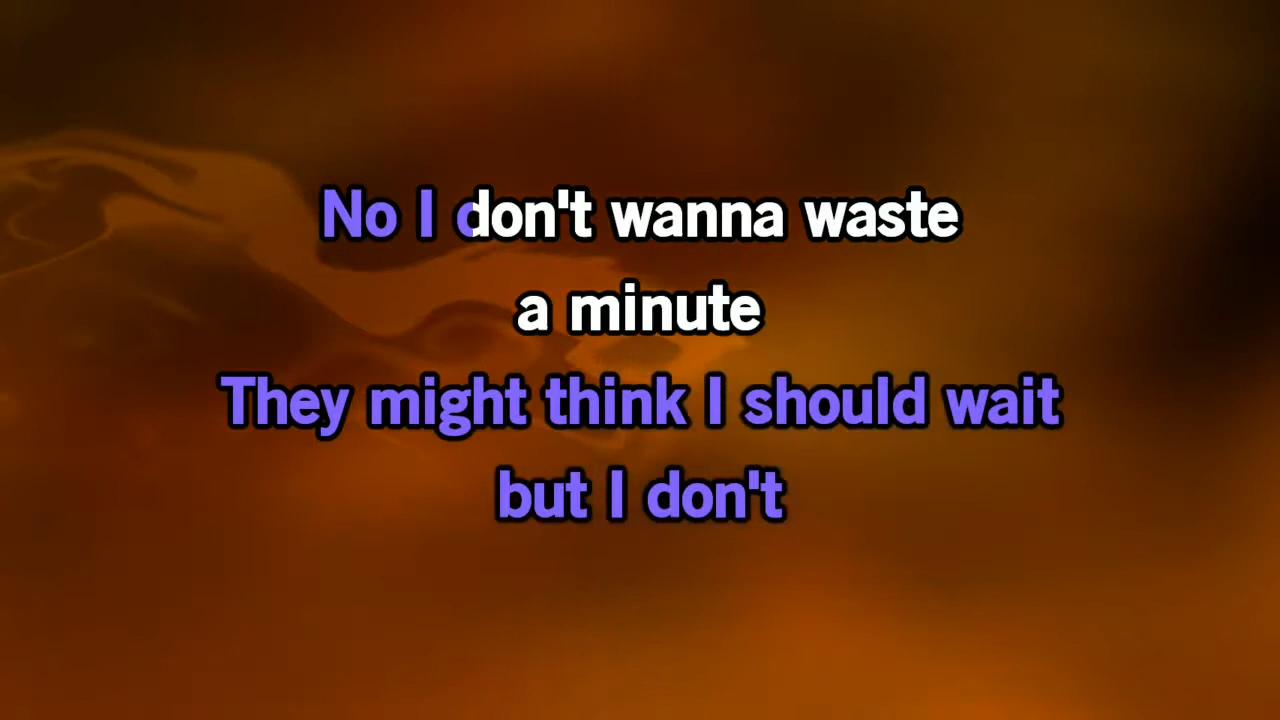 No I don't wanna waste
a minute
They might think I should wait
but I don't